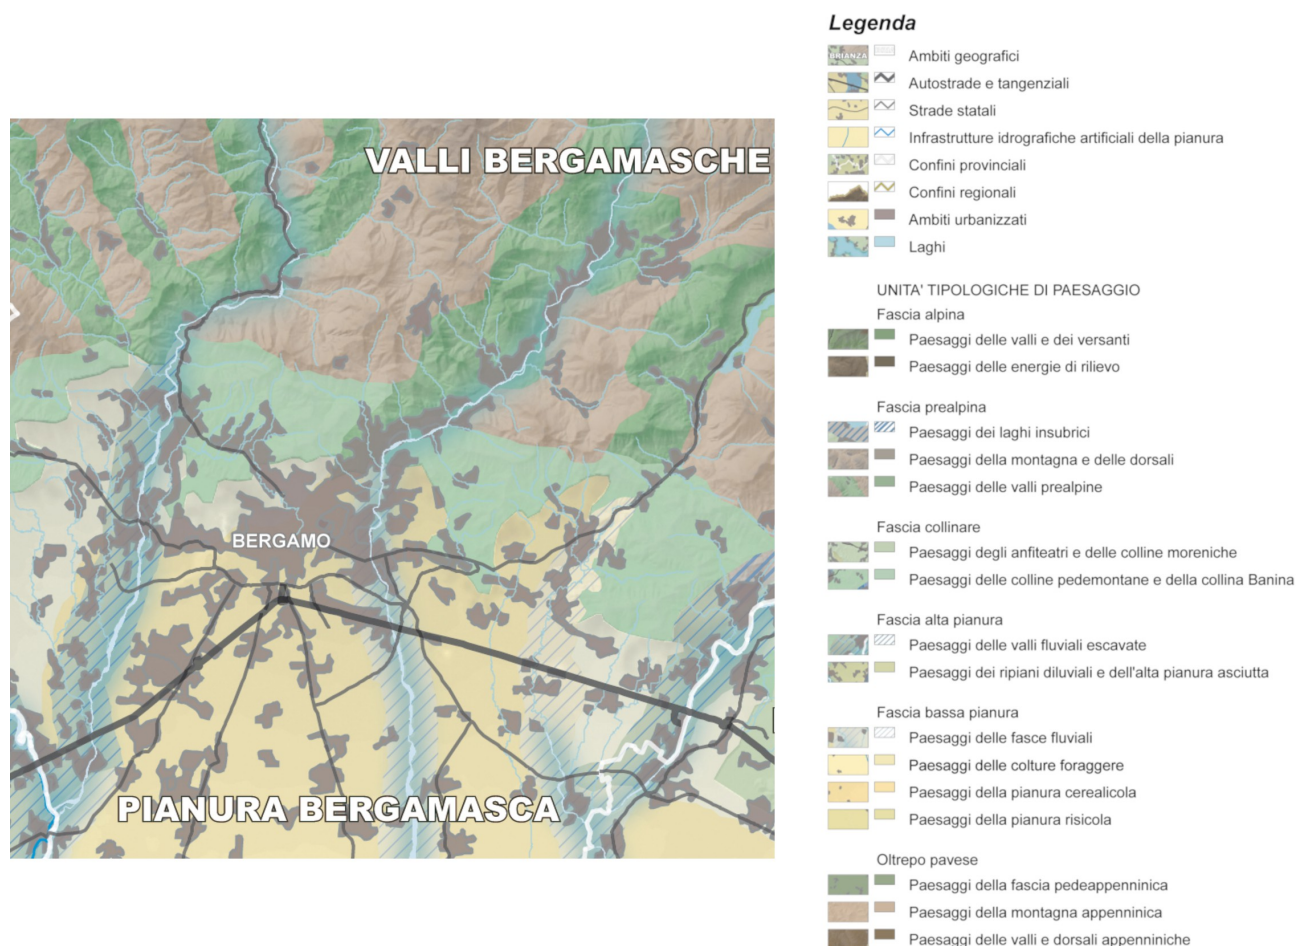 VALLI BERGAMASCHE
BERGAMO
PIANURA BERGAMASCA
Legenda
BRIANZA
Ambiti geografici
Autostrade e tangenziali
Strade statali
Infrastrutture idrografiche artificiali della pianura
Confini provinciali
Confini regionali
Ambiti urbanizzati
Laghi
UNITA' TIPOLOGICHE DI PAESAGGIO
Fascia alpina
Paesaggi delle valli e dei versanti
Paesaggi delle energie di rilievo
Fascia prealpina
Paesaggi dei laghi insubrici
Paesaggi della montagna e delle dorsali
Paesaggi delle valli prealpine
Fascia collinare
Paesaggi degli anfiteatri e delle colline moreniche
Paesaggi delle colline pedemontane e della collina Banina
Fascia alta pianura
Paesaggi delle valli fluviali escavate
Paesaggi dei ripiani diluviali e dell'alta pianura asciutta
Fascia bassa pianura
Paesaggi delle fasce fluviali
Paesaggi delle colture foraggere
Paesaggi della pianura cerealicola
Paesaggi della pianura risicola
Oltrepo pavese
Paesaggi della fascia pedeappenninica
Paesaggi della montagna appenninica
Paesaggi delle valli e dorsali appenniniche